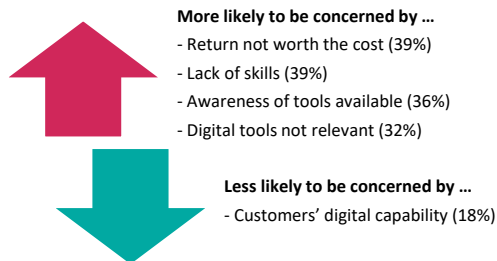 More likely to be concerned by …
- Return not worth the cost (39%)
- Lack of skills (39%)
- Awareness of tools available (36%)
- Digital tools not relevant (32%)
Less likely to be concerned by …
- Customers’ digital capability (18%)